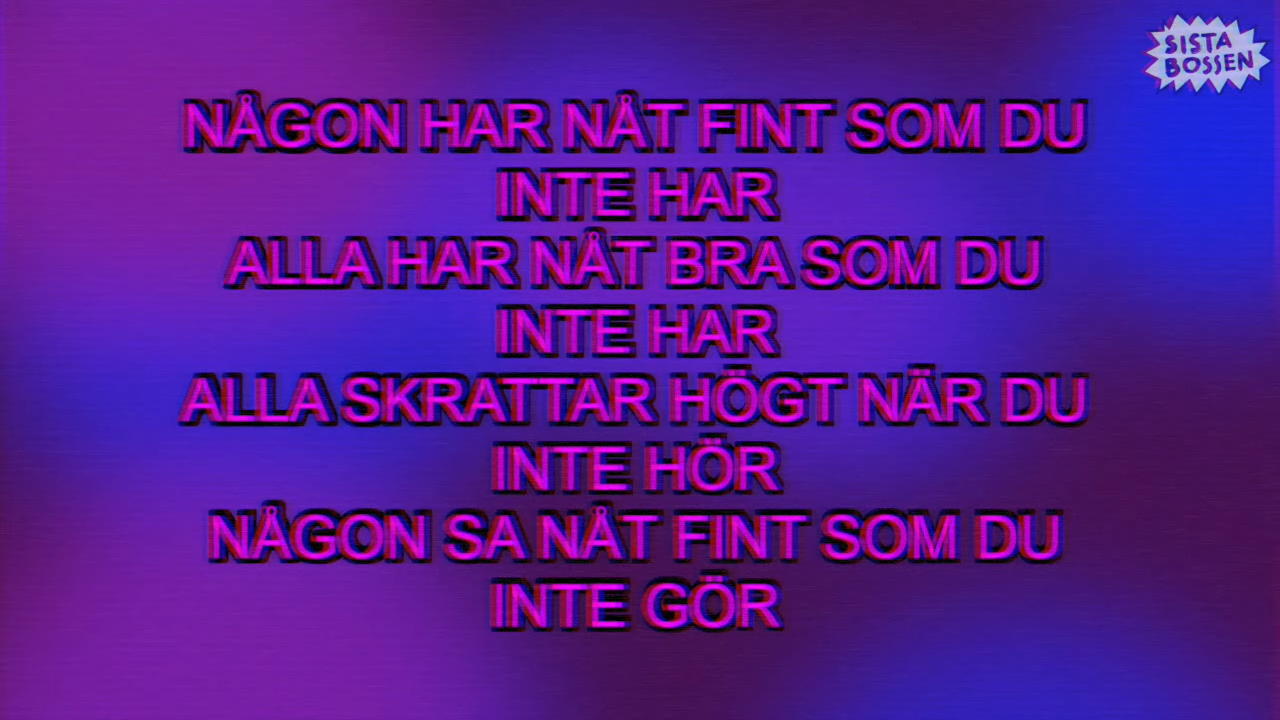 SISTA
BOSSEN
NÅGON HAR NÅT FINT SOM DU
INTE HAR
ALLA HAR NÅT BRA SOM DU
INTE HAR
ALLA SKRATTAR HÖGT NÄR DU
INTE HÖR
NÅGON SA NÅT FINT SOM DU
INTE GÖR